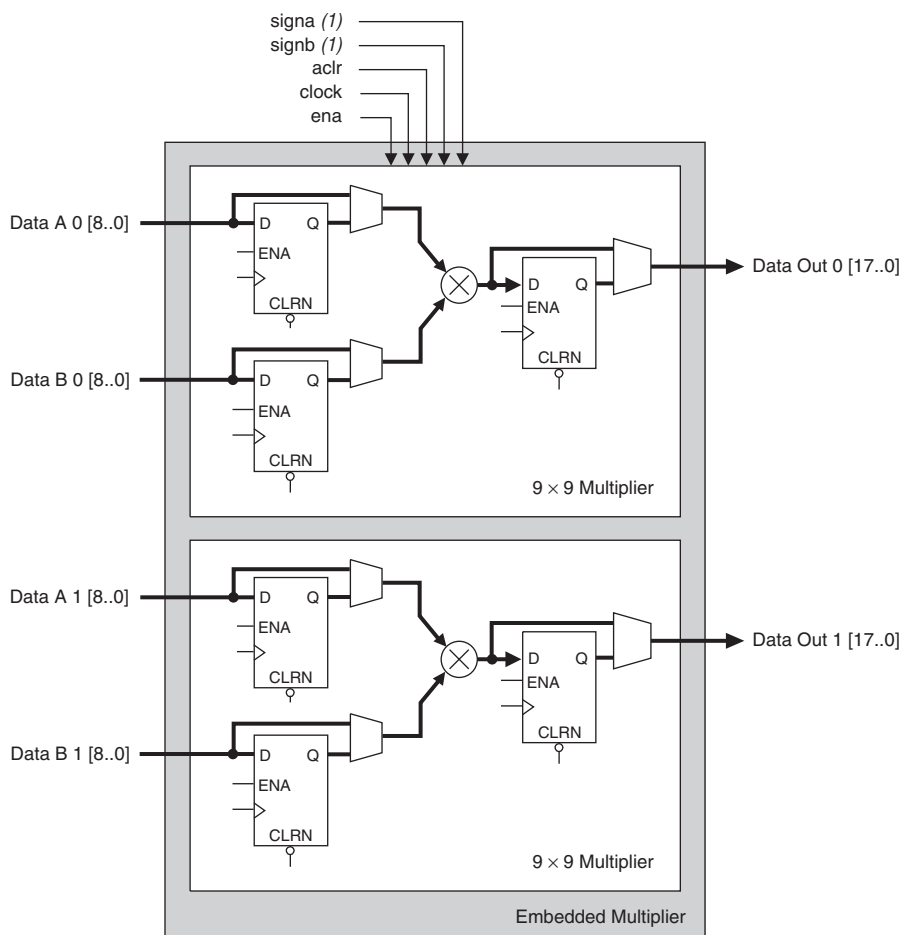 signa (1)
signb (1)
aclr
clock
ena
Data A 0 [8..0]
D Q
ENA
CLRN
Data Out 0 [17..0]
D Q
ENA
CLRN
Data B 0 [8..0]
D Q
ENA
CLRN
9 × 9 Multiplier
Data A 1 [8..0]
D Q
ENA
CLRN
Data Out 1 [17..0]
D Q
ENA
CLRN
Data B 1 [8..0]
D Q
ENA
CLRN
9 × 9 Multiplier
Embedded Multiplier